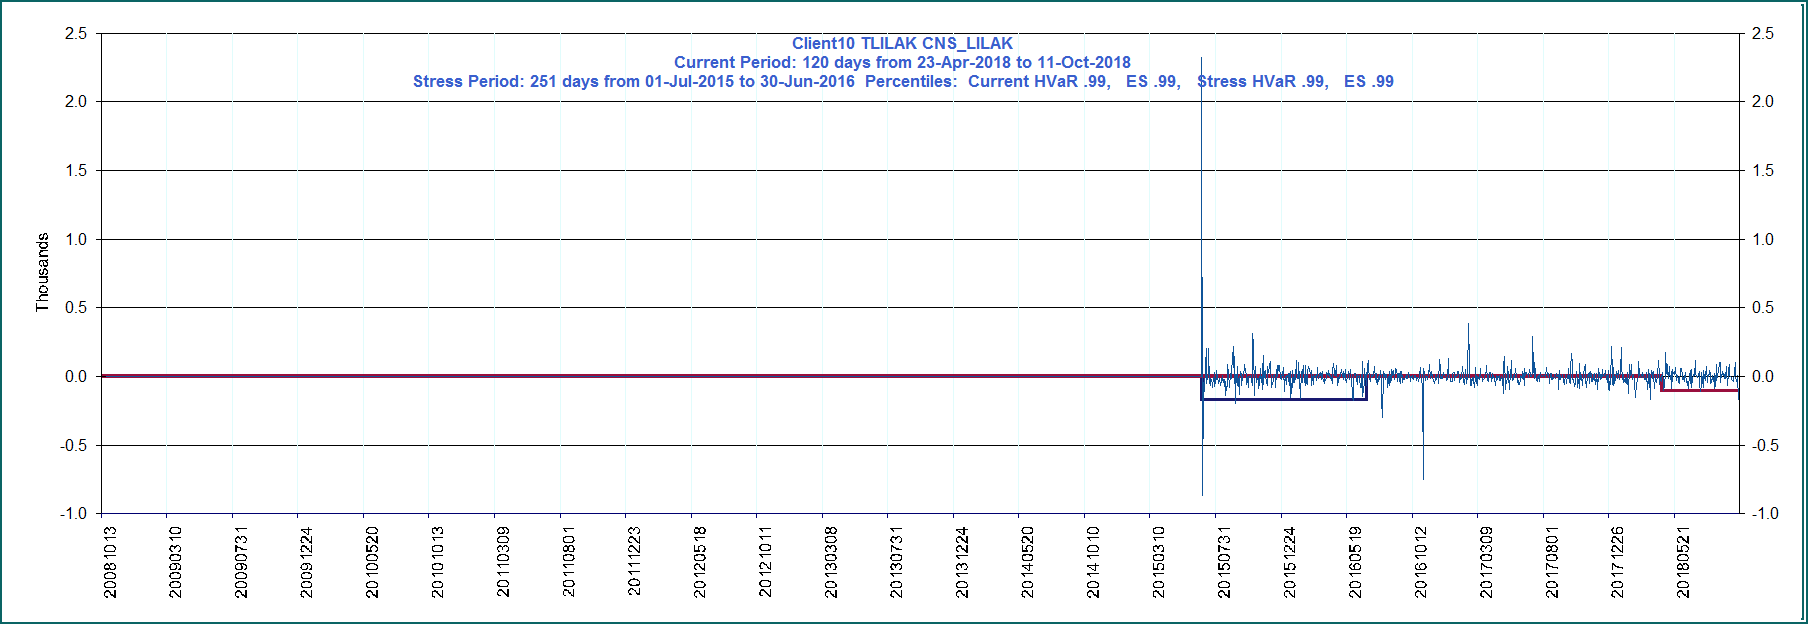 Client10 TLILAK CNS_LILAK
Current Period: 120 days from 23-Apr-2018 to 11-Oct-2018
Stress Period: 251 days from 01-Jul-2015 to 30-Jun-2016  Percentiles:  Current HVaR .99,   ES .99,   Stress HVaR .99,   ES .99
2.5 2.5
2.0 2.0
1.5 1.5
1.0 1.0
Thousands
0.5 0.5
0.0 0.0
-0.5 -0.5
-1.0 -1.0
20081013 20090310 20090731 20091224 20100520 20101013 20110309 20110801 20111223 20120518 20121011 20130308 20130731 20131224 20140520 20141010 20150310 20150731 20151224 20160519 20161012 20170309 20170801 20171226 20180521